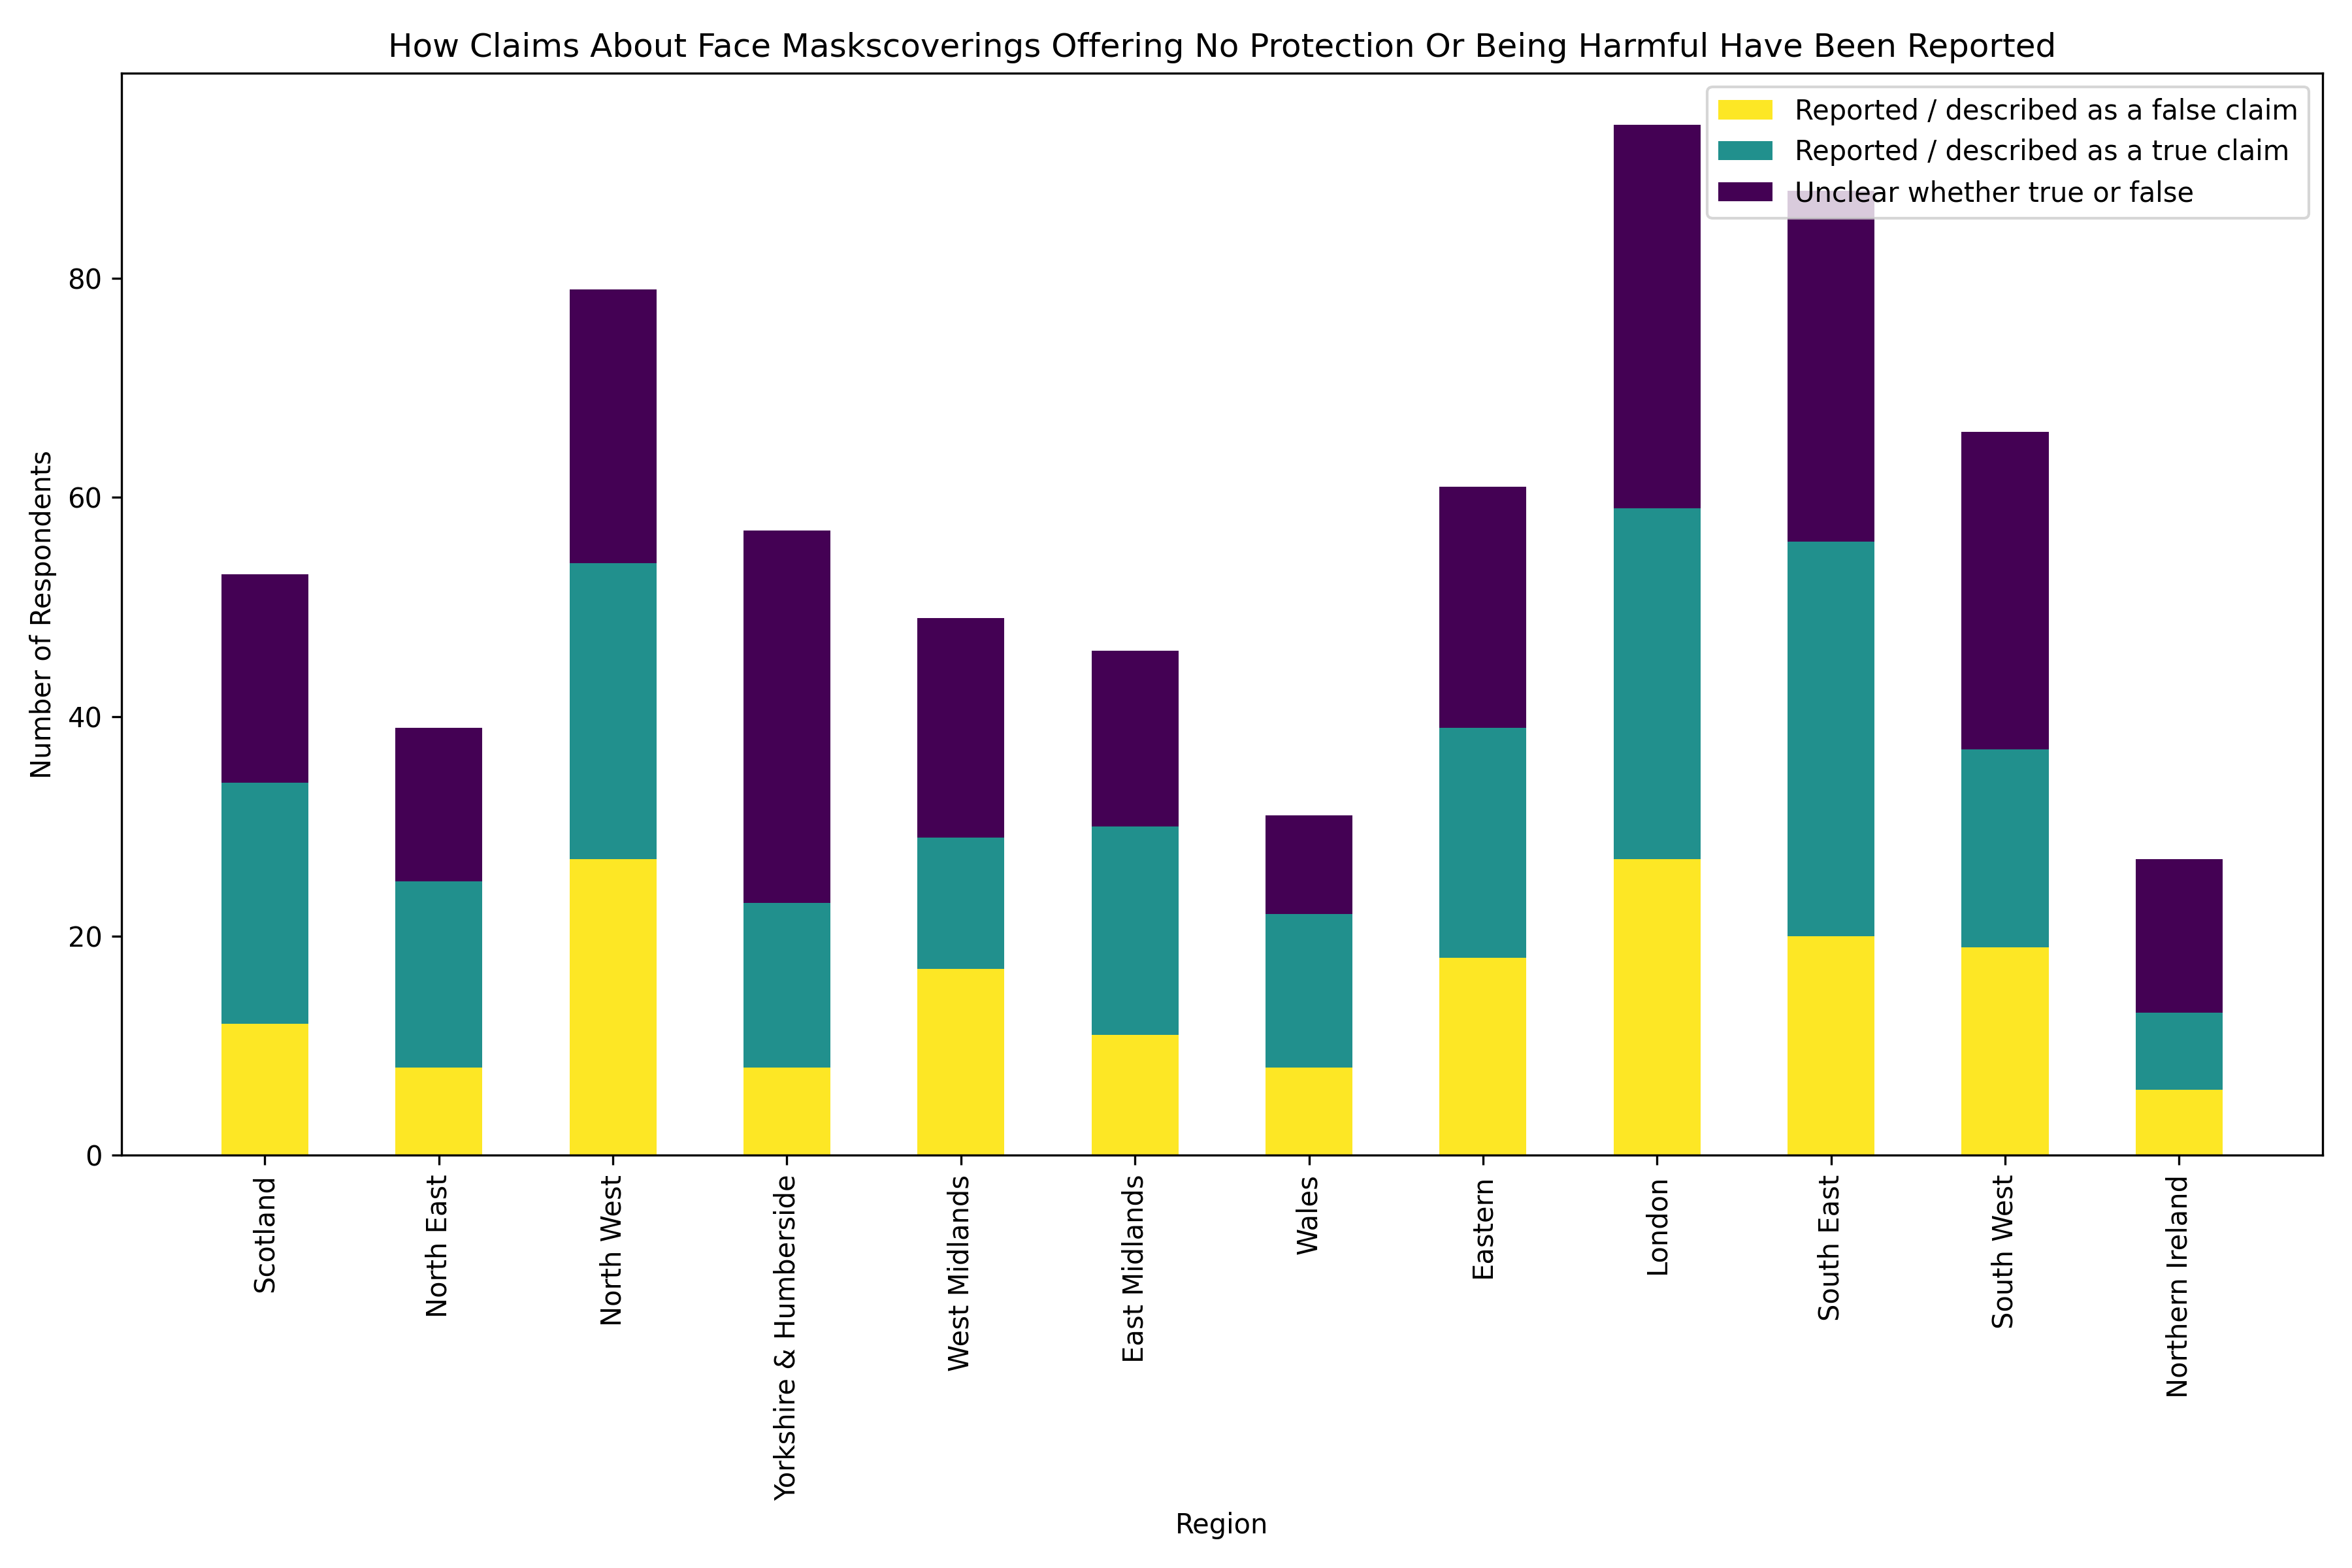 How Claims About Face Maskscoverings Offering No Protection Or Being Harmful Have Been Reported
Reported / described as a false claim
Reported / described as a true claim
Unclear whether true or false
Number of Respondents
80
60
40
20
0
Scotland
North East
North West
Yorkshire & Humberside
West Midlands
East Midlands
Wales
Eastern
London
South East
South West
Northern Ireland
Region